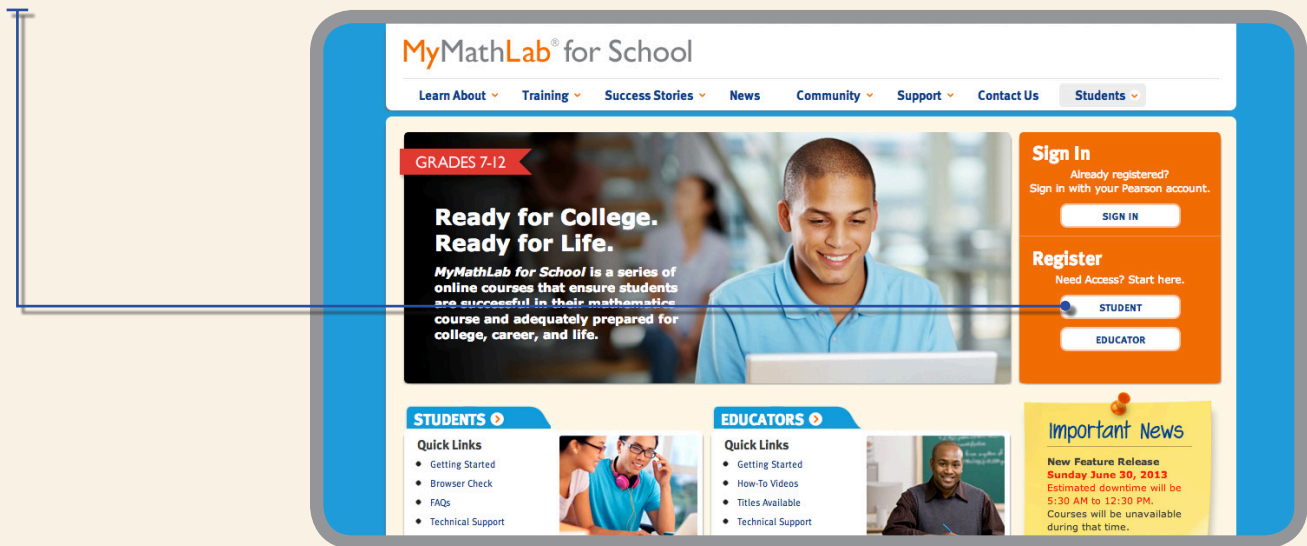 MyMathLab® for School
Learn About Training Success Stories News Community Support Contact Us Students
GRADES 7-12
Ready for College.
Ready for Life.
MyMathLab for School is a series of
online courses that ensure students
are successful in their mathematics
course and adequately prepared for
college, career, and life.
Sign In
Already registered?
Sign in with your Pearson account.
SIGN IN
Register
Need Access? Start here.
STUDENT
EDUCATOR
STUDENTS
Quick Links
Getting Started
Browser Check
FAQs
Technical Support
EDUCATORS
Quick Links
Getting Started
How-To Videos
Titles Available
Technical Support
Important News
New Feature Release
Sunday June 30, 2013
Estimated downtime will be
5:30 AM to 12:30 PM.
Courses will be unavailable
during that time.